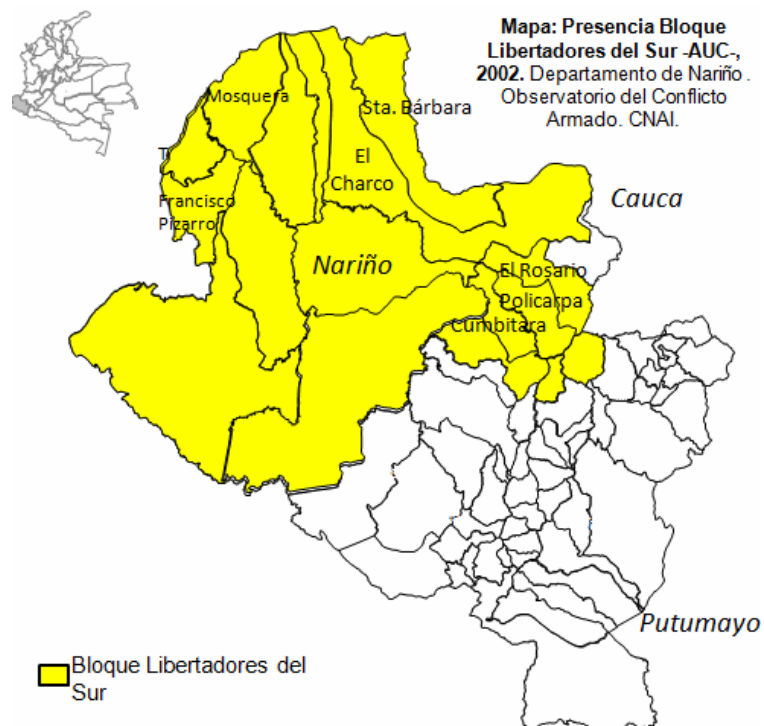 Mapa: Presencia Bloque
Libertadores del Sur -AUC-,
2002. Departamento de Nariño .
Observatorio del Conflicto
Armado. CNAI.
Mosquera
Sta. Bárbara
T
El
Charco
Francisco
Pizarro
Cauca
Nariño
El Rosario
Policarpa
Cumbitara
Putumayo
Bloque Libertadores del
Sur